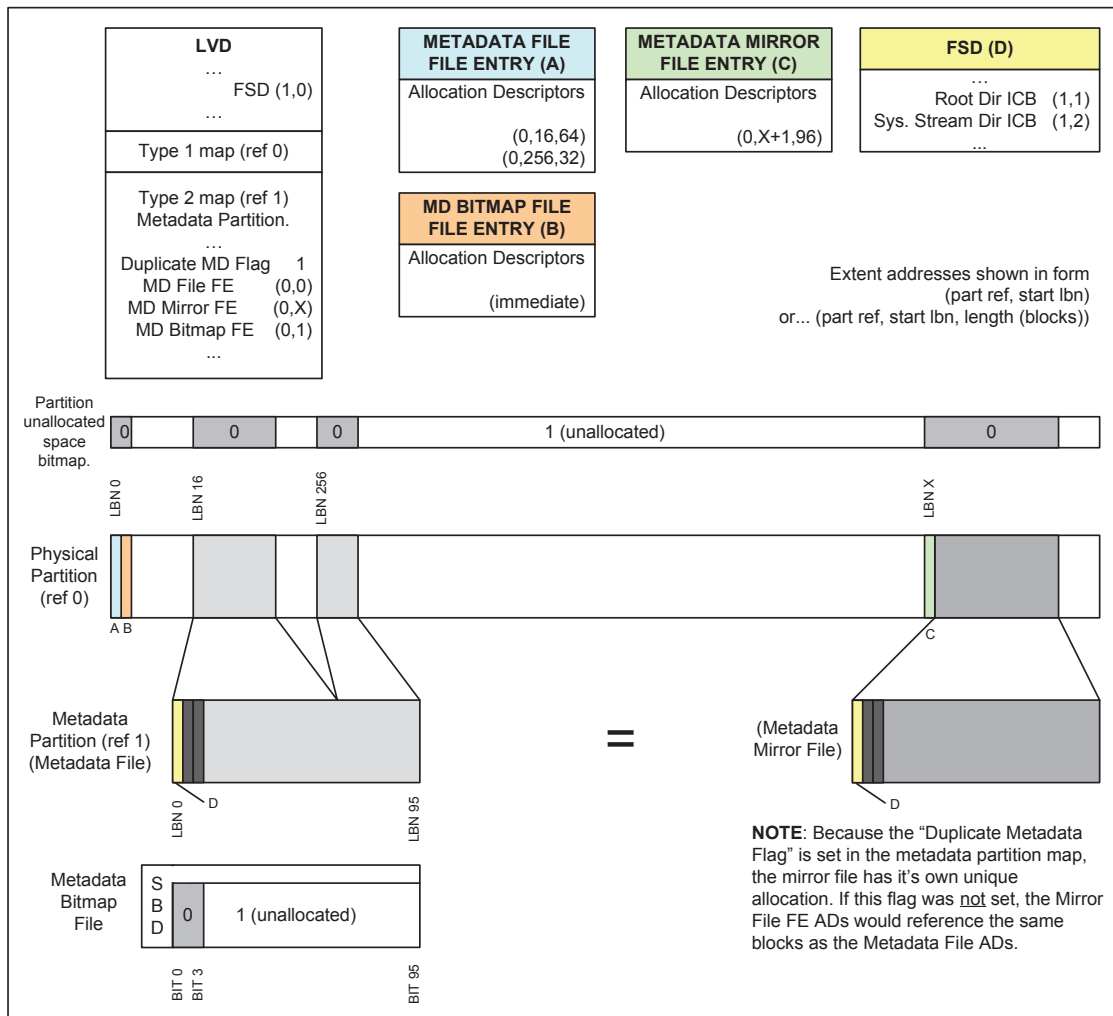 LVD
…
FSD (1,0)
…
Type 1 map (ref 0)
Type 2 map (ref 1)
Metadata Partition.
…
Duplicate MD Flag 1
MD File FE (0,0)
MD Mirror FE (0,X)
MD Bitmap FE (0,1)
...
METADATA FILE
FILE ENTRY (A)
Allocation Descriptors
(0,16,64)
(0,256,32)
METADATA MIRROR
FILE ENTRY (C)
Allocation Descriptors
(0,X+1,96)
FSD (D)
…
Root Dir ICB (1,1)
Sys. Stream Dir ICB (1,2)
...
MD BITMAP FILE
FILE ENTRY (B)
Allocation Descriptors
(immediate)
Extent addresses shown in form
(part ref, start lbn)
or... (part ref, start lbn, length (blocks))
Partition
unallocated
space
bitmap.
0
0
0
1 (unallocated)
0
LBN 0
LBN 16
LBN 256
LBN X
Physical
Partition
(ref 0)
A B
C
Metadata
Partition (ref 1)
(Metadata File)
D
LBN 0
LBN 95
=
(Metadata
Mirror File)
D
Metadata
Bitmap
File
S
B
D
0
1 (unallocated)
BIT 0
BIT 3
BIT 95
NOTE: Because the “Duplicate Metadata
Flag” is set in the metadata partition map,
the mirror file has it’s own unique
allocation. If this flag was not set, the Mirror
File FE ADs would reference the same
blocks as the Metadata File ADs.